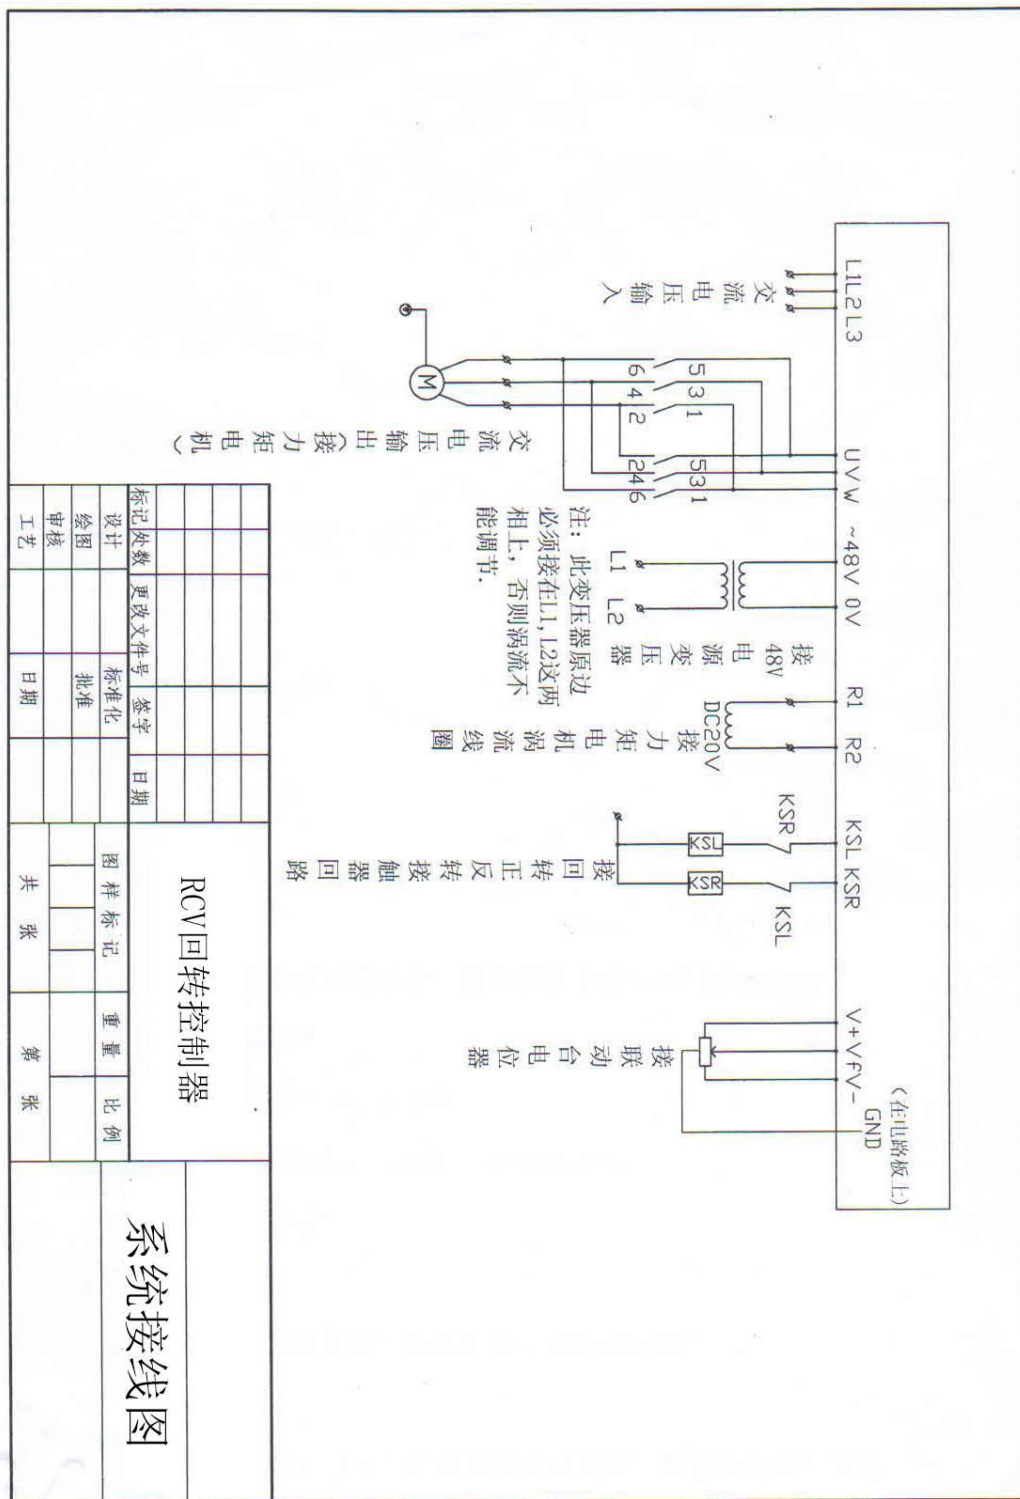 L1 L2 L3
U V W
~48V 0V
R1
R2
KSL KSR
V+ Vf V-
GND
(在电路板上)
交流电压输入
6 5
4 3
2 1
2 5
4 3
6 1
M
交流电压输出(接力矩电机)
L1
L2
接48V电源变压器
注：此变压器原边
必须接在L1,L2这两
相上，否则涡流不
能调节.
DC20V
接力矩电机涡流线圈
KSR
KSL
KSL
KSR
接回转正反转接触器回路
接联动台电位器
标记 处数 更改文件号 签字 日期
设计 标准化
绘图 批准
审核
工艺 日期
RCV回转控制器
图样标记 重量 比例
共 张 第 张
系统接线图